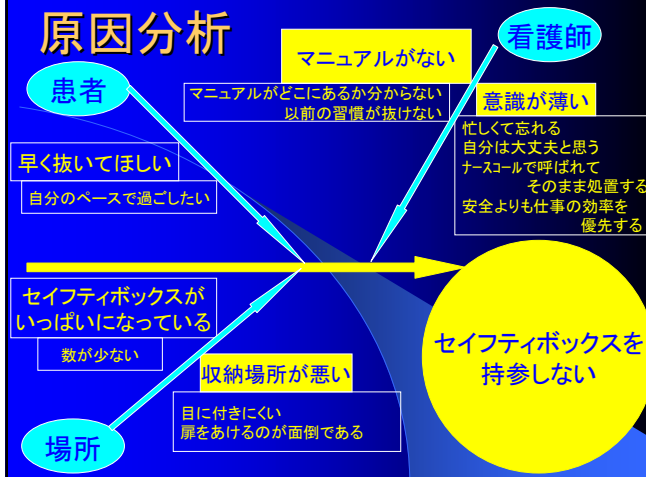 原因分析
看護師
患者
マニュアルがない
マニュアルがどこにあるか分からない
以前の習慣が抜けない
意識が薄い
忙しくて忘れる
自分は大丈夫と思う
ナースコールで呼ばれて
そのまま処置する
安全よりも仕事の効率を
優先する
早く抜いてほしい
自分のペースで過ごしたい
セイフティボックスが
いっぱいになっている
数が少ない
収納場所が悪い
目に付きにくい
扉をあけるのが面倒である
場所
セイフティボックスを
持参しない